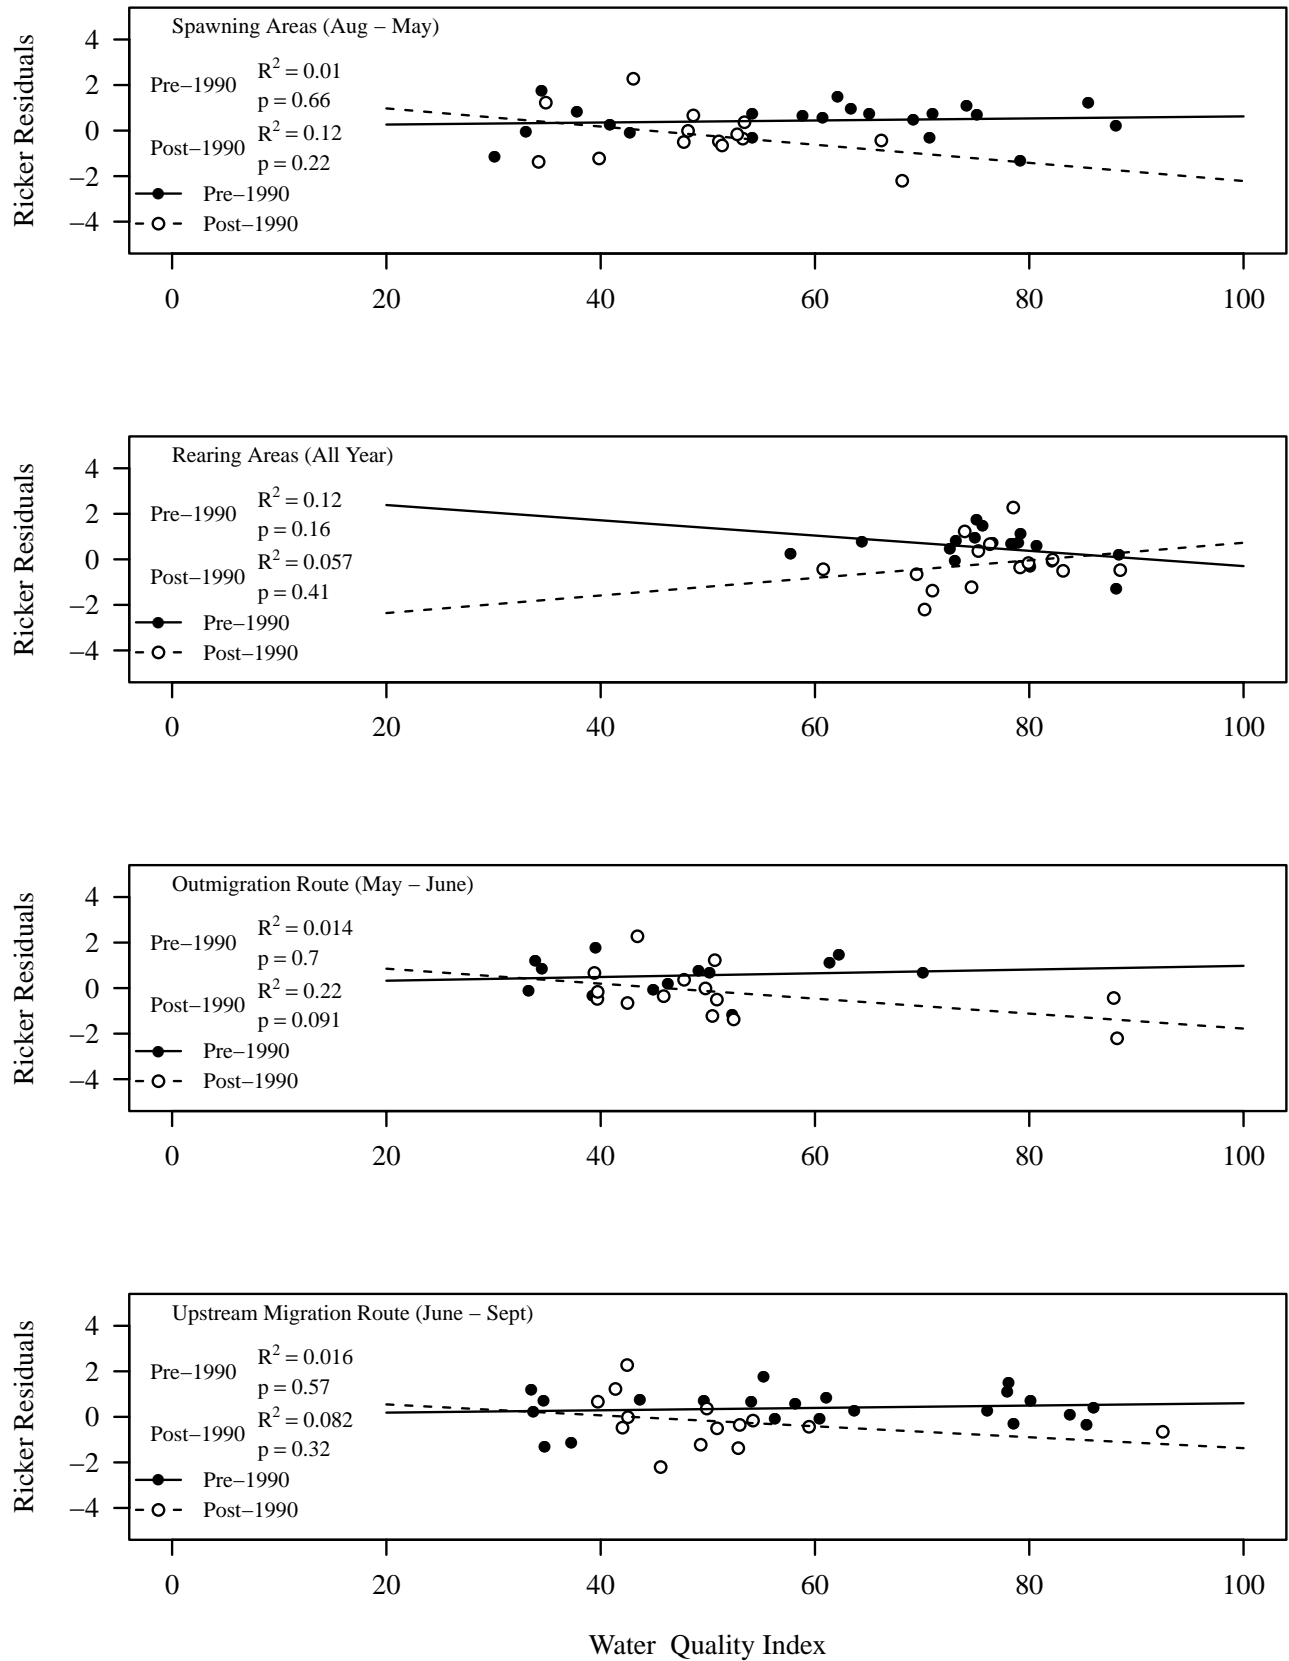 Spawning Areas (Aug – May)
Pre–1990
R² = 0.01
p = 0.66
Post–1990
R² = 0.12
p = 0.22
Pre–1990
Post–1990
Ricker Residuals
4
2
0
–2
–4
0 20 40 60 80 100
Rearing Areas (All Year)
Pre–1990
R² = 0.12
p = 0.16
Post–1990
R² = 0.057
p = 0.41
Pre–1990
Post–1990
Ricker Residuals
4
2
0
–2
–4
0 20 40 60 80 100
Outmigration Route (May – June)
Pre–1990
R² = 0.014
p = 0.7
Post–1990
R² = 0.22
p = 0.091
Pre–1990
Post–1990
Ricker Residuals
4
2
0
–2
–4
0 20 40 60 80 100
Upstream Migration Route (June – Sept)
Pre–1990
R² = 0.016
p = 0.57
Post–1990
R² = 0.082
p = 0.32
Pre–1990
Post–1990
Ricker Residuals
4
2
0
–2
–4
0 20 40 60 80 100
Water Quality Index